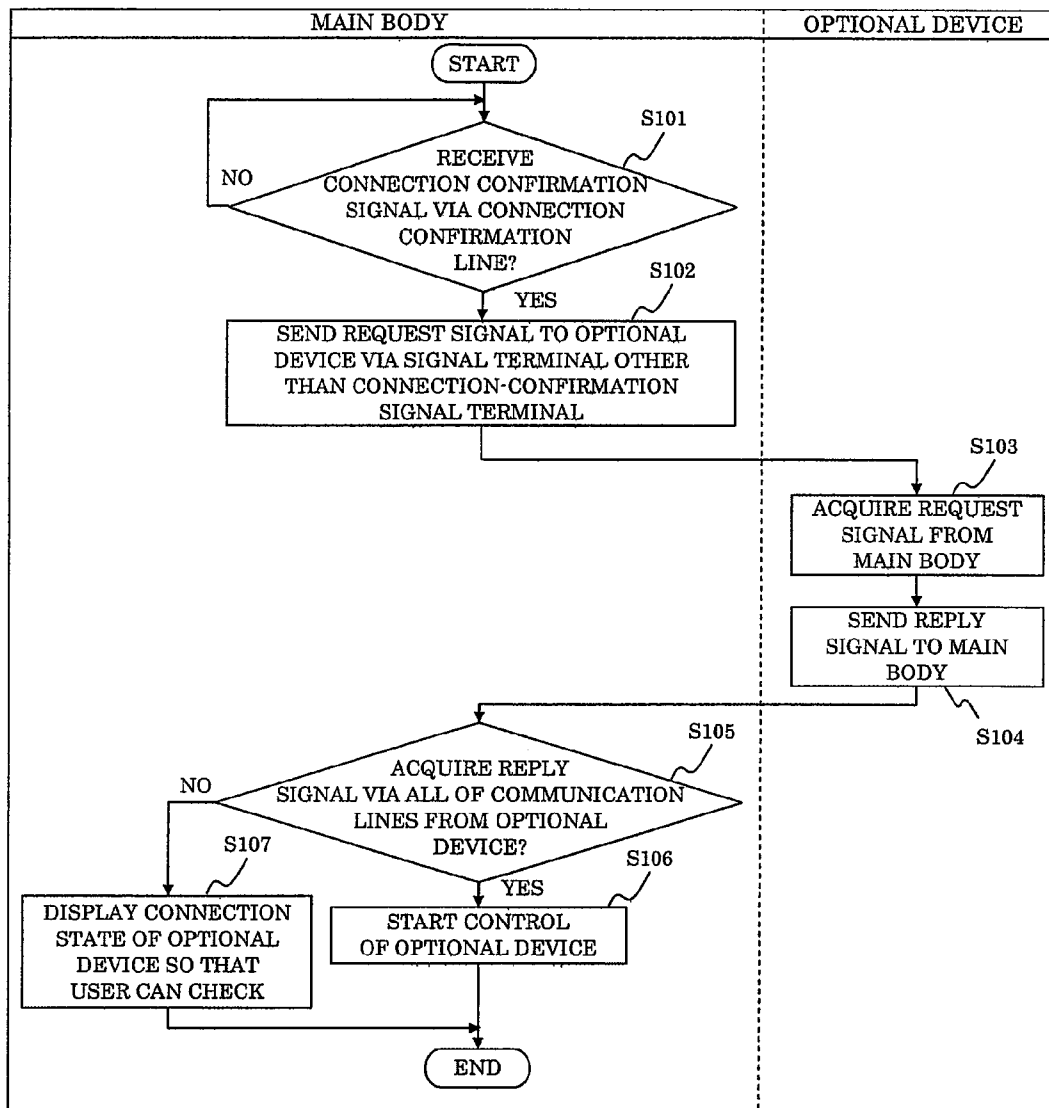 MAIN BODY
OPTIONAL DEVICE
START
S101
RECEIVE
CONNECTION CONFIRMATION
SIGNAL VIA CONNECTION
CONFIRMATION
LINE?
NO
YES
S102
SEND REQUEST SIGNAL TO OPTIONAL
DEVICE VIA SIGNAL TERMINAL OTHER
THAN CONNECTION-CONFIRMATION
SIGNAL TERMINAL
S103
ACQUIRE REQUEST
SIGNAL FROM
MAIN BODY
SEND REPLY
SIGNAL TO MAIN
BODY
S104
S105
ACQUIRE REPLY
SIGNAL VIA ALL OF COMMUNICATION
LINES FROM OPTIONAL
DEVICE?
NO
YES
S107
DISPLAY CONNECTION
STATE OF OPTIONAL
DEVICE SO THAT
USER CAN CHECK
S106
START CONTROL
OF OPTIONAL DEVICE
END